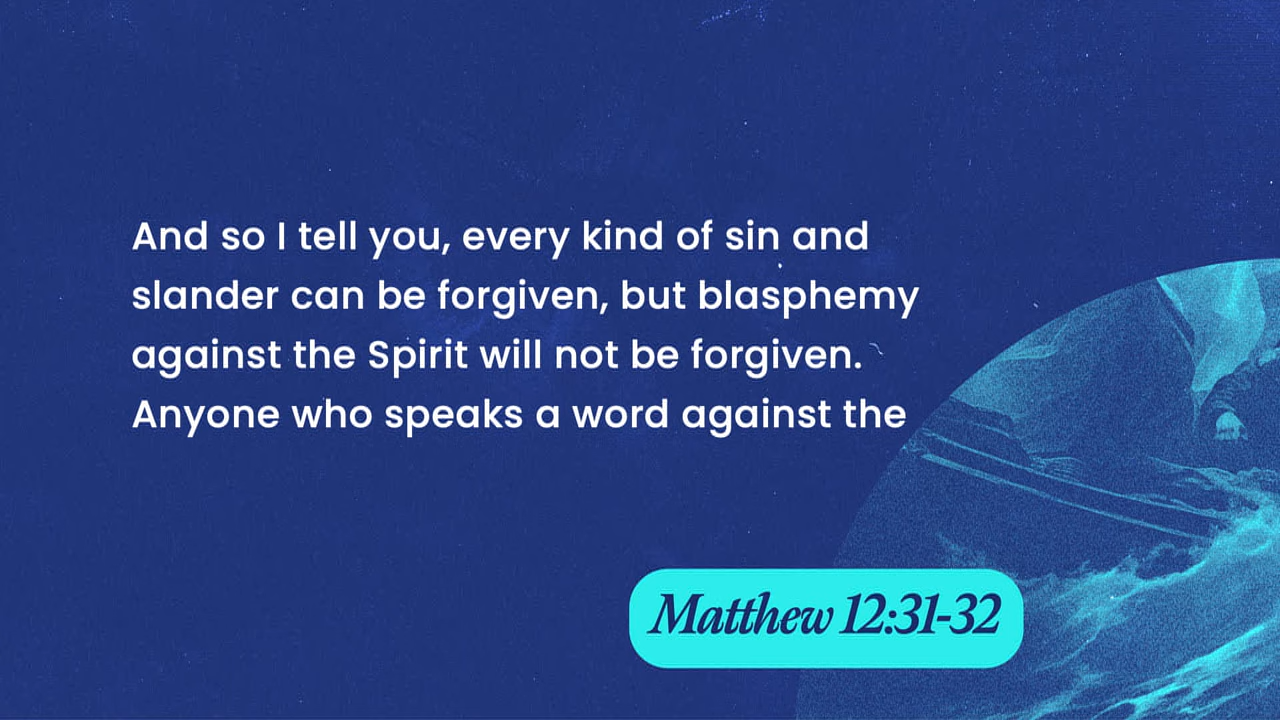 And so I tell you, every kind of sin and
slander can be forgiven, but blasphemy
against the Spirit will not be forgiven.
Anyone who speaks a word against the
Matthew 12:31-32